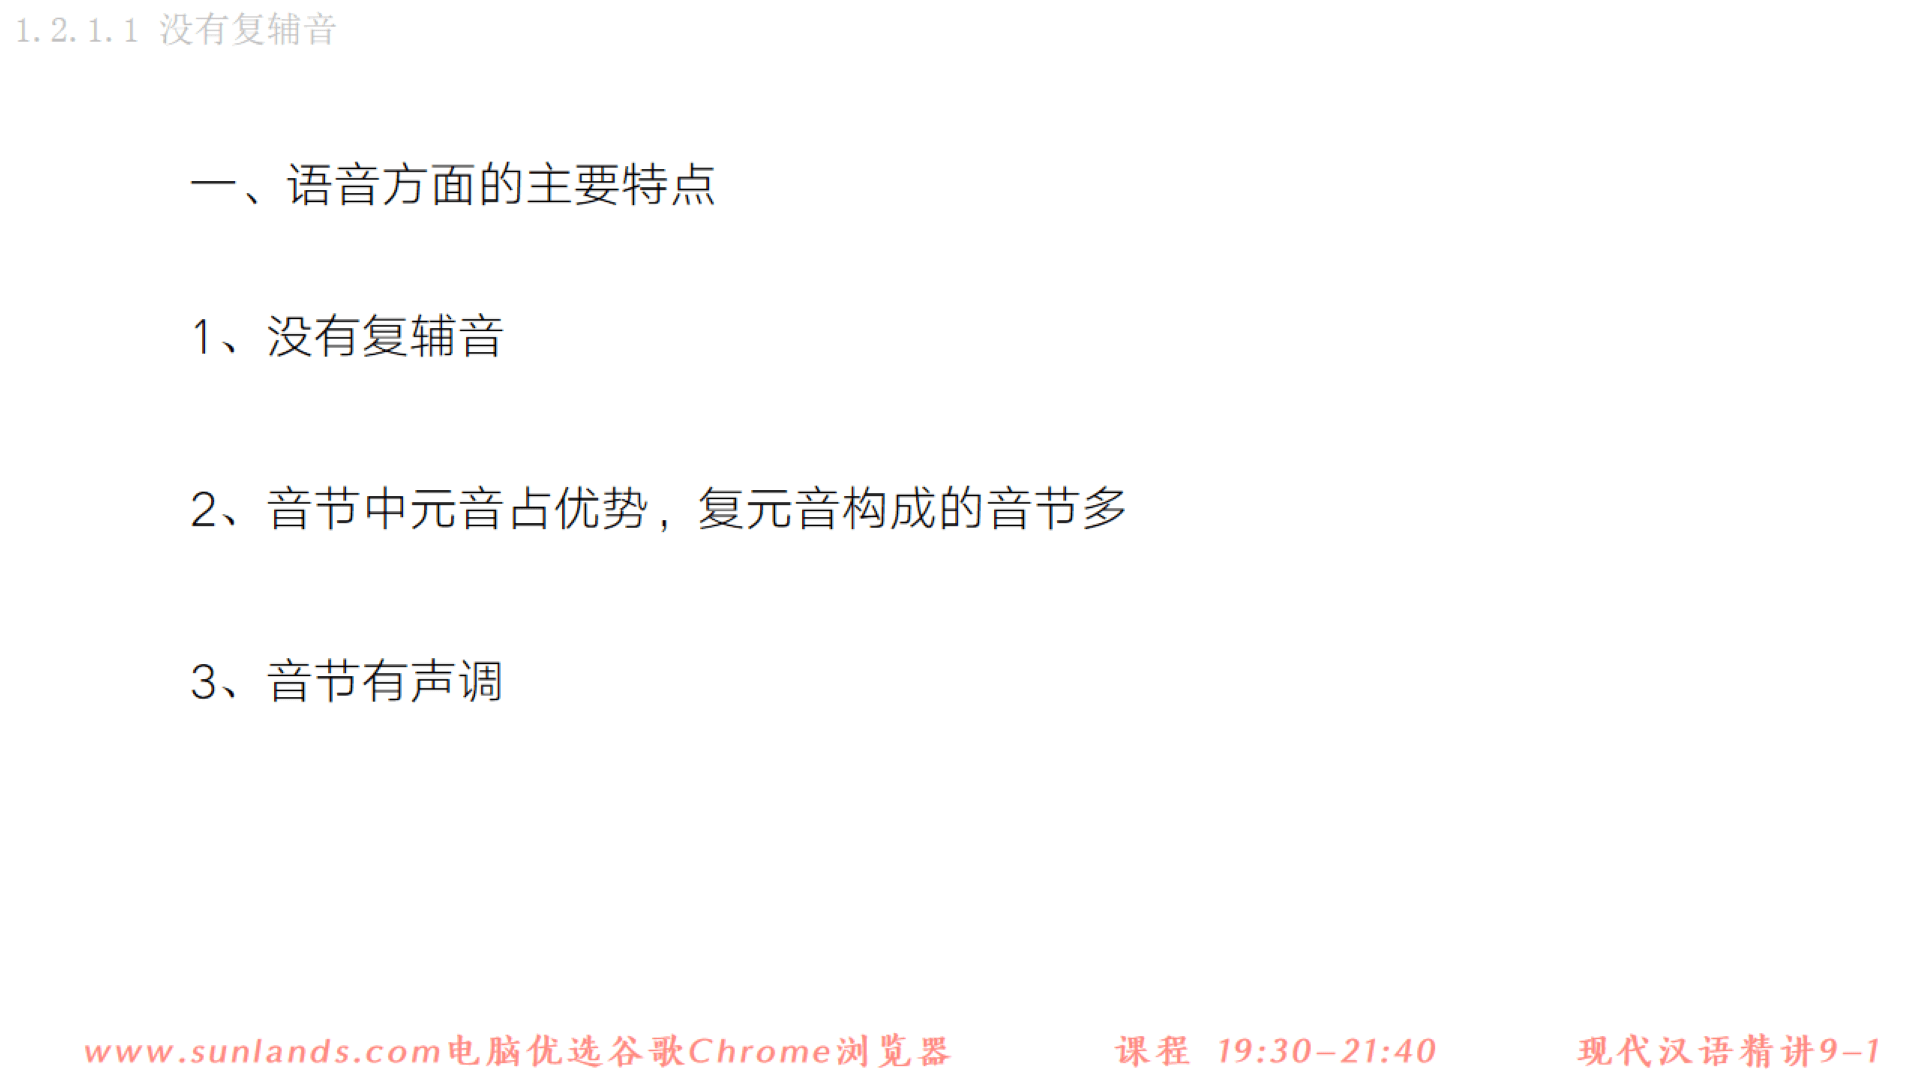 1.2.1.1 没有复辅音
一、语音方面的主要特点
1、没有复辅音
2、音节中元音占优势，复元音构成的音节多
3、音节有声调
www.sunlands.com电脑优选谷歌Chrome浏览器 课程 19:30-21:40 现代汉语精讲9-1